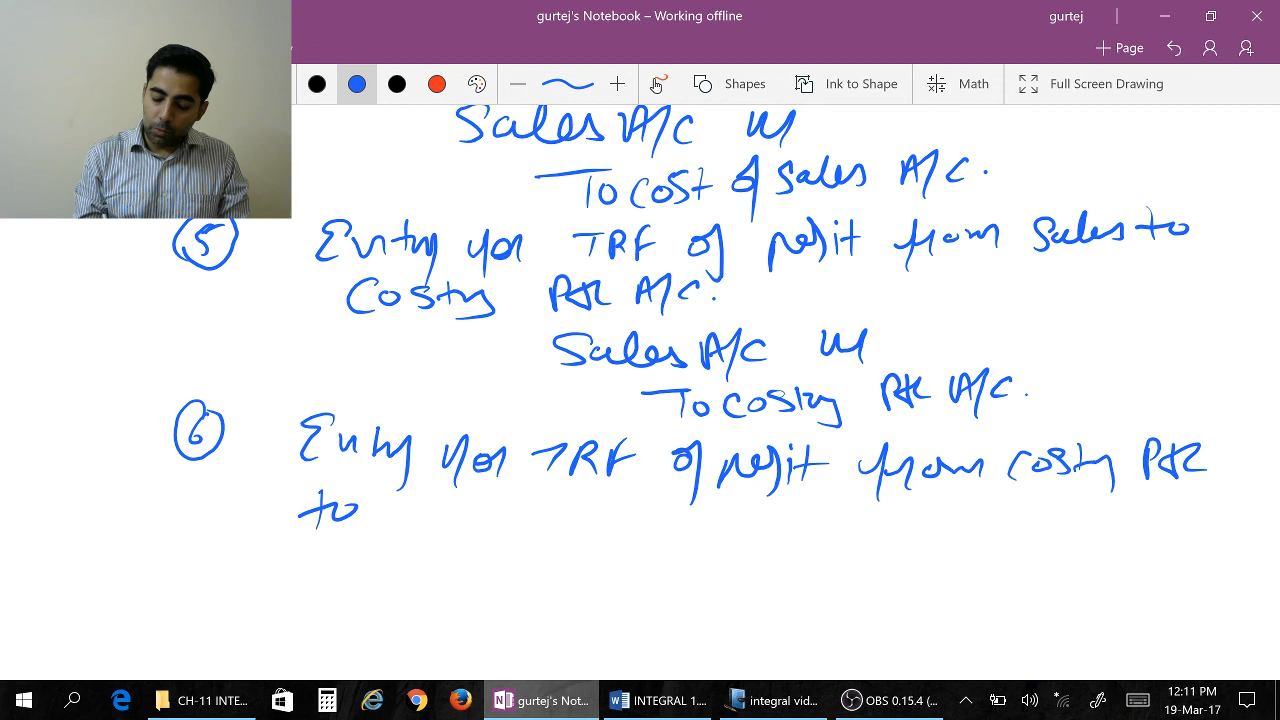 gurtej's Notebook – Working offline
gurtej
Page
Shapes
Ink to Shape
Math
Full Screen Drawing
Sales A/c
To cost of sales A/c.
5 Entry for TRF of profit from Sales to
Costing P&L A/c.
Sales A/c
To costing P&L A/c.
6 Entry for TRF of profit from costing P&L
to
CH-11 INTE...
gurtej's Not...
INTEGRAL 1....
integral vid...
OBS 0.15.4 (...
12:11 PM
19-Mar-17